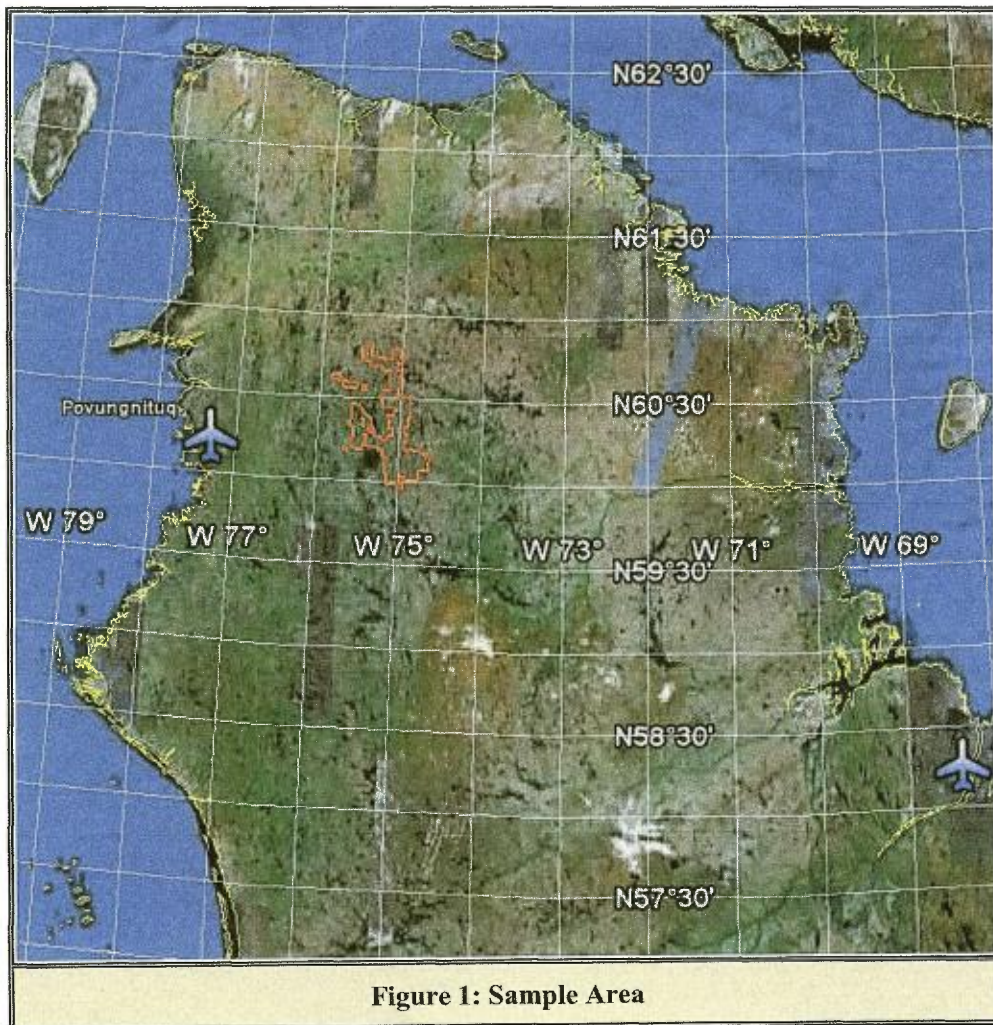 N62°30'
N61°30'
N60°30'
Povungnituq
W 79°
W 77°
W 75°
W 73°
W 71°
W 69°
N59°30'
N58°30'
N57°30'
Figure 1: Sample Area